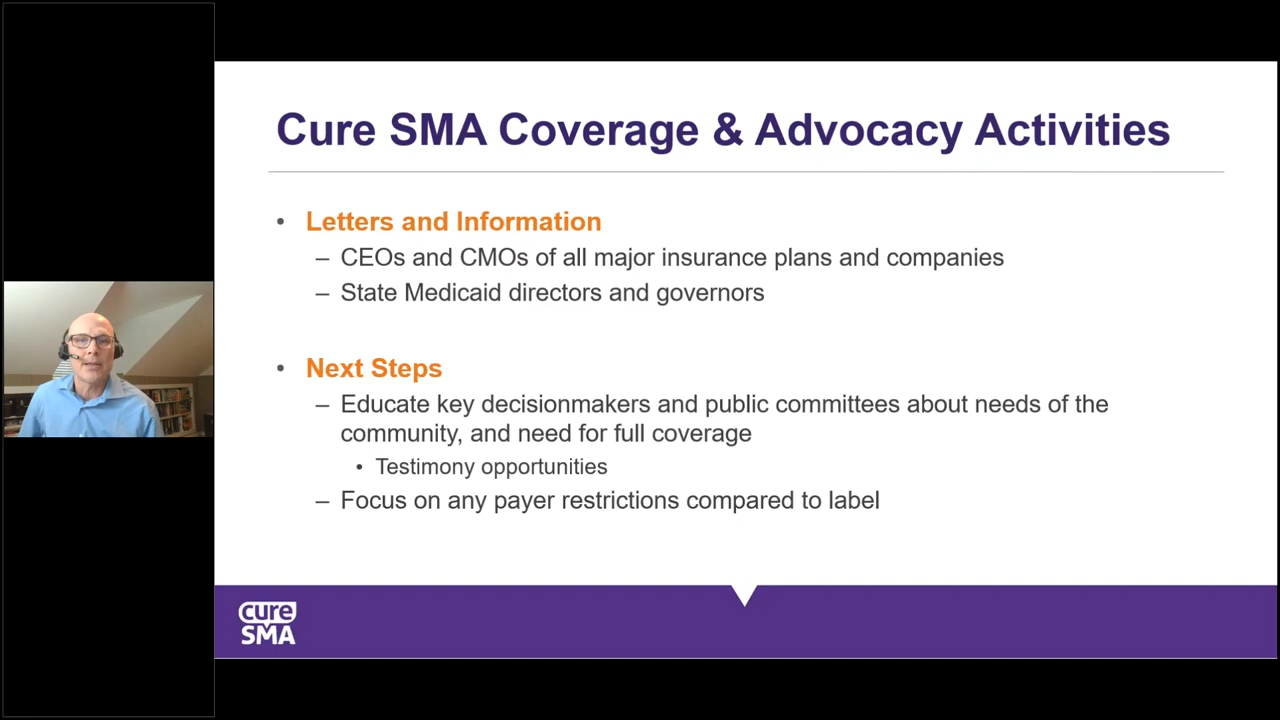 Cure SMA Coverage & Advocacy Activities
• Letters and Information
– CEOs and CMOs of all major insurance plans and companies
– State Medicaid directors and governors
• Next Steps
– Educate key decisionmakers and public committees about needs of the
community, and need for full coverage
• Testimony opportunities
– Focus on any payer restrictions compared to label
cure
SMA